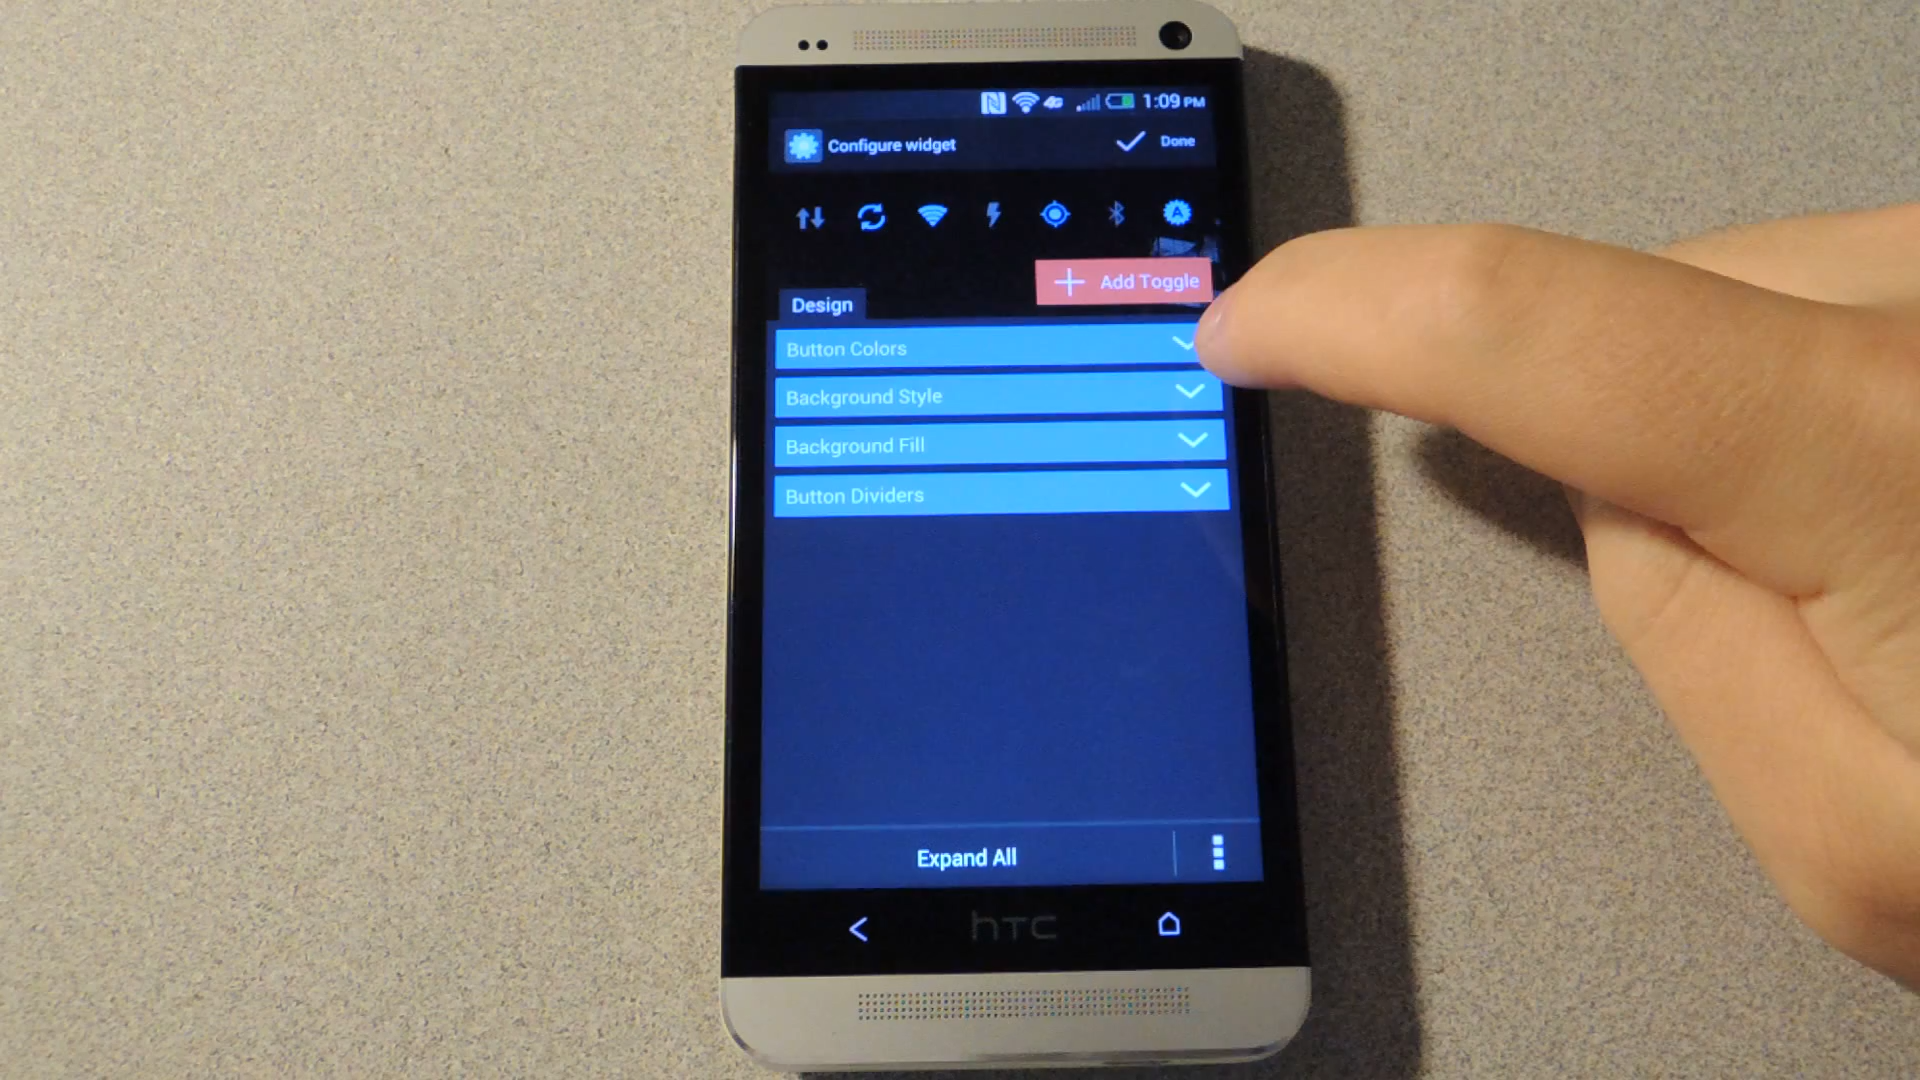 4G 1:09 PM
Configure widget Done
A
Add Toggle
Design
Button Colors
Background Style
Background Fill
Button Dividers
Expand All
hTC